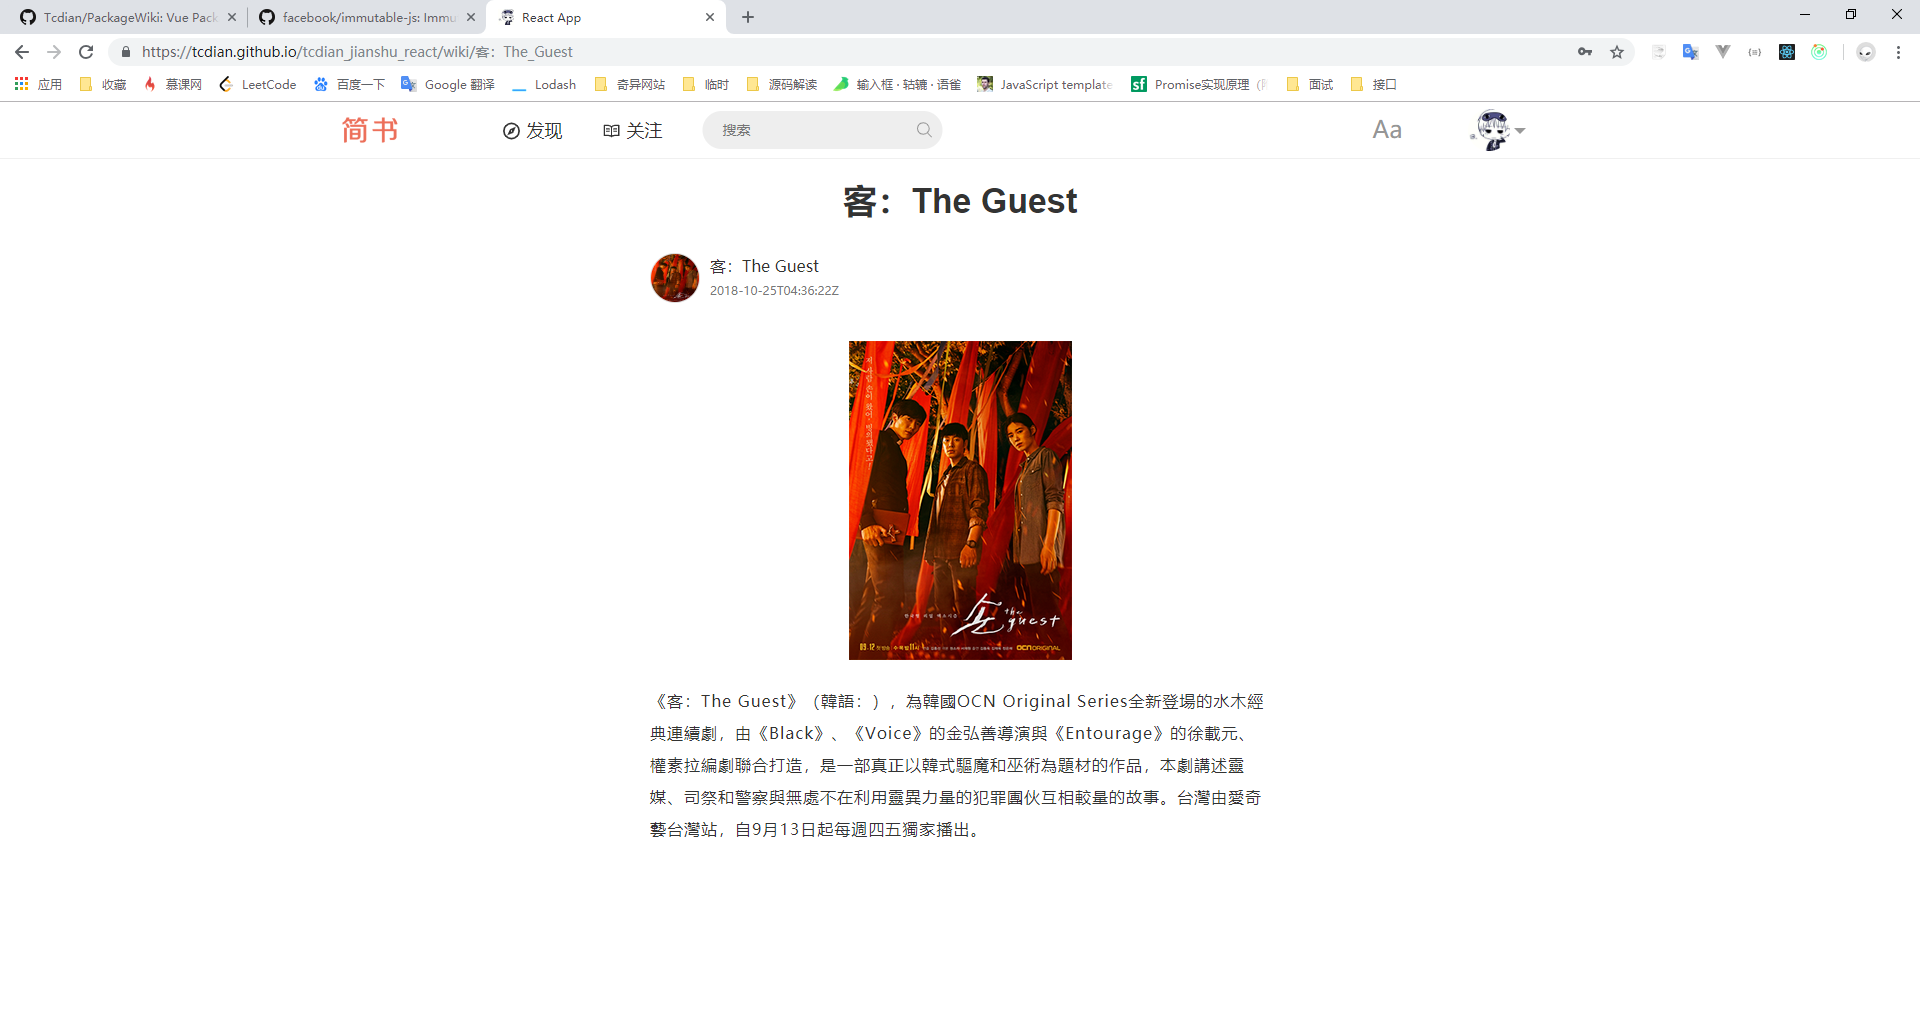 Tcdian/PackageWiki: Vue Pack
facebook/immutable-js: Immu
React App
https://tcdian.github.io/tcdian_jianshu_react/wiki/客：The_Guest
应用
收藏
慕课网
LeetCode
百度一下
Google 翻译
Lodash
奇异网站
临时
源码解读
输入框 · 轱辘 · 语雀
JavaScript template
Promise实现原理
面试
接口
简书
发现
关注
搜索
Aa
客：The Guest
客：The Guest
2018-10-25T04:36:22Z
the
guest
OCN ORIGINAL
《客：The Guest》（韓語：），為韓國OCN Original Series全新登場的水木經
典連續劇，由《Black》、《Voice》的金弘善導演與《Entourage》的徐載元、
權素拉編劇聯合打造，是一部真正以韓式驅魔和巫術為題材的作品，本劇講述靈
媒、司祭和警察與無處不在利用靈異力量的犯罪團伙互相較量的故事。台灣由愛奇
藝台灣站，自9月13日起每週四五獨家播出。